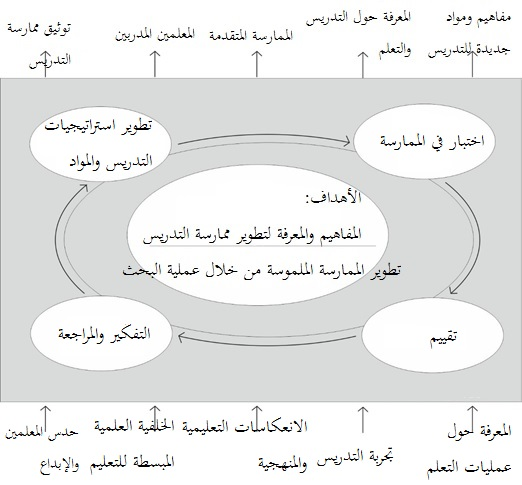 مفاهيم ومواد
جديدة للتدريس
المعرفة حول التدريس
والتعلم
الممارسة المتقدمة
المعلمين المدربين
توثيق ممارسة
التدريس
تطوير استراتيجيات
التدريس والمواد
اختبار في الممارسة
الأهداف:
المفاهيم والمعرفة لتطوير ممارسة التدريس
تطوير الممارسة الملموسة من خلال عملية البحث
التفكير والمراجعة
تقييم
المعرفة حول
عمليات التعلم
تجربة التدريس
الانعكاسات التعليمية
والمنهجية
الخلفية العلمية
المبسطة للتعليم
حدس المعلمين
والإبداع